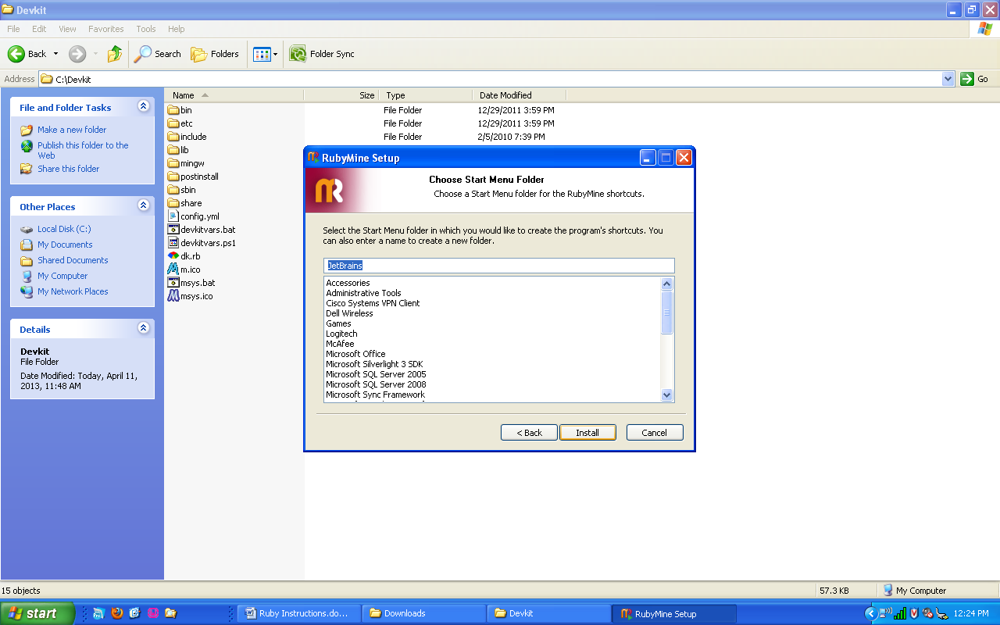 Devkit
File Edit View Favorites Tools Help
Back Search Folders Folder Sync
Address C:\Devkit Go
File and Folder Tasks
Make a new folder
Publish this folder to the
Web
Share this folder
Other Places
Local Disk (C:)
My Documents
Shared Documents
My Computer
My Network Places
Details
Devkit
File Folder
Date Modified: Today, April 11,
2013, 11:48 AM
Name Size Type Date Modified
bin File Folder 12/29/2011 3:59 PM
etc File Folder 12/29/2011 3:59 PM
include File Folder 2/5/2010 7:39 PM
lib
mingw
postinstall
sbin
share
config.yml
devkitvars.bat
devkitvars.ps1
dk.rb
m.ico
msys.bat
msys.ico
RubyMine Setup
Choose Start Menu Folder
Choose a Start Menu folder for the RubyMine shortcuts.
Select the Start Menu folder in which you would like to create the program's shortcuts. You
can also enter a name to create a new folder.
JetBrains
Accessories
Administrative Tools
Cisco Systems VPN Client
Dell Wireless
Games
Logitech
McAfee
Microsoft Office
Microsoft Silverlight 3 SDK
Microsoft SQL Server 2005
Microsoft SQL Server 2008
Microsoft Sync Framework
< Back Install Cancel
15 objects 57.3 KB My Computer
start Ruby Instructions.do... Downloads Devkit RubyMine Setup 12:24 PM